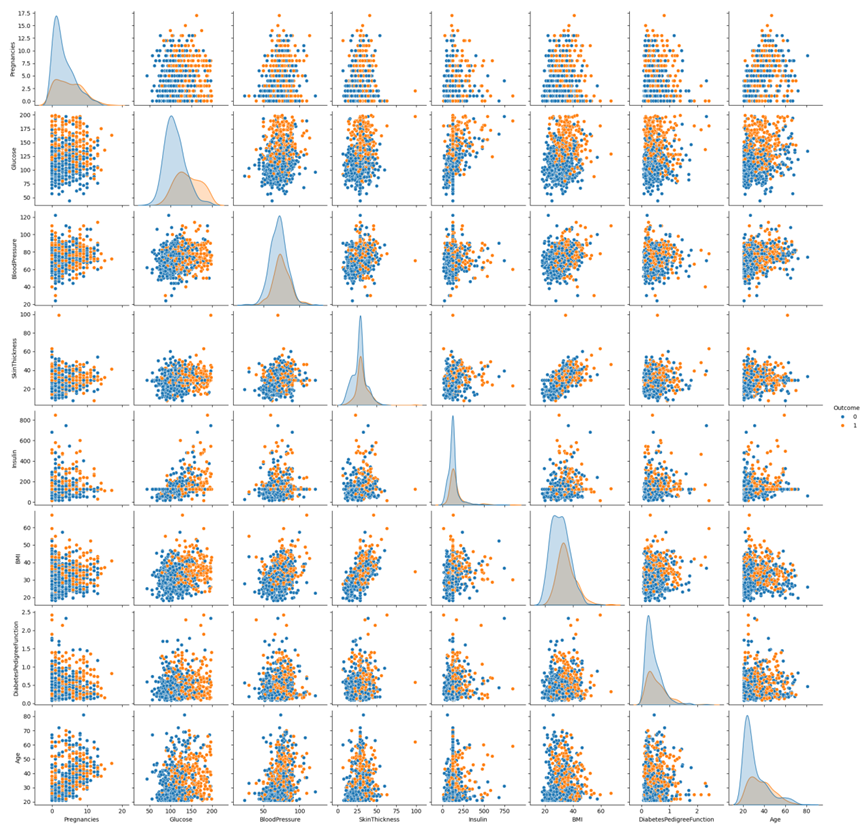 17.5
15.0
12.5
10.0
7.5
5.0
2.5
0.0
Pregnancies
200
175
150
125
100
75
50
Glucose
120
100
80
60
40
20
BloodPressure
100
80
60
40
20
SkinThickness
800
600
400
200
0
Insulin
60
50
40
30
20
BMI
2.5
2.0
1.5
1.0
0.5
0.0
DiabetesPedigreeFunction
80
70
60
50
40
30
20
Age
0 10 20
Pregnancies
50 100 150 200
Glucose
50 100
BloodPressure
0 25 50 75 100
SkinThickness
0 250 500 750
Insulin
20 40 60
BMI
0 1 2
DiabetesPedigreeFunction
20 40 60 80
Age
Outcome
0
1